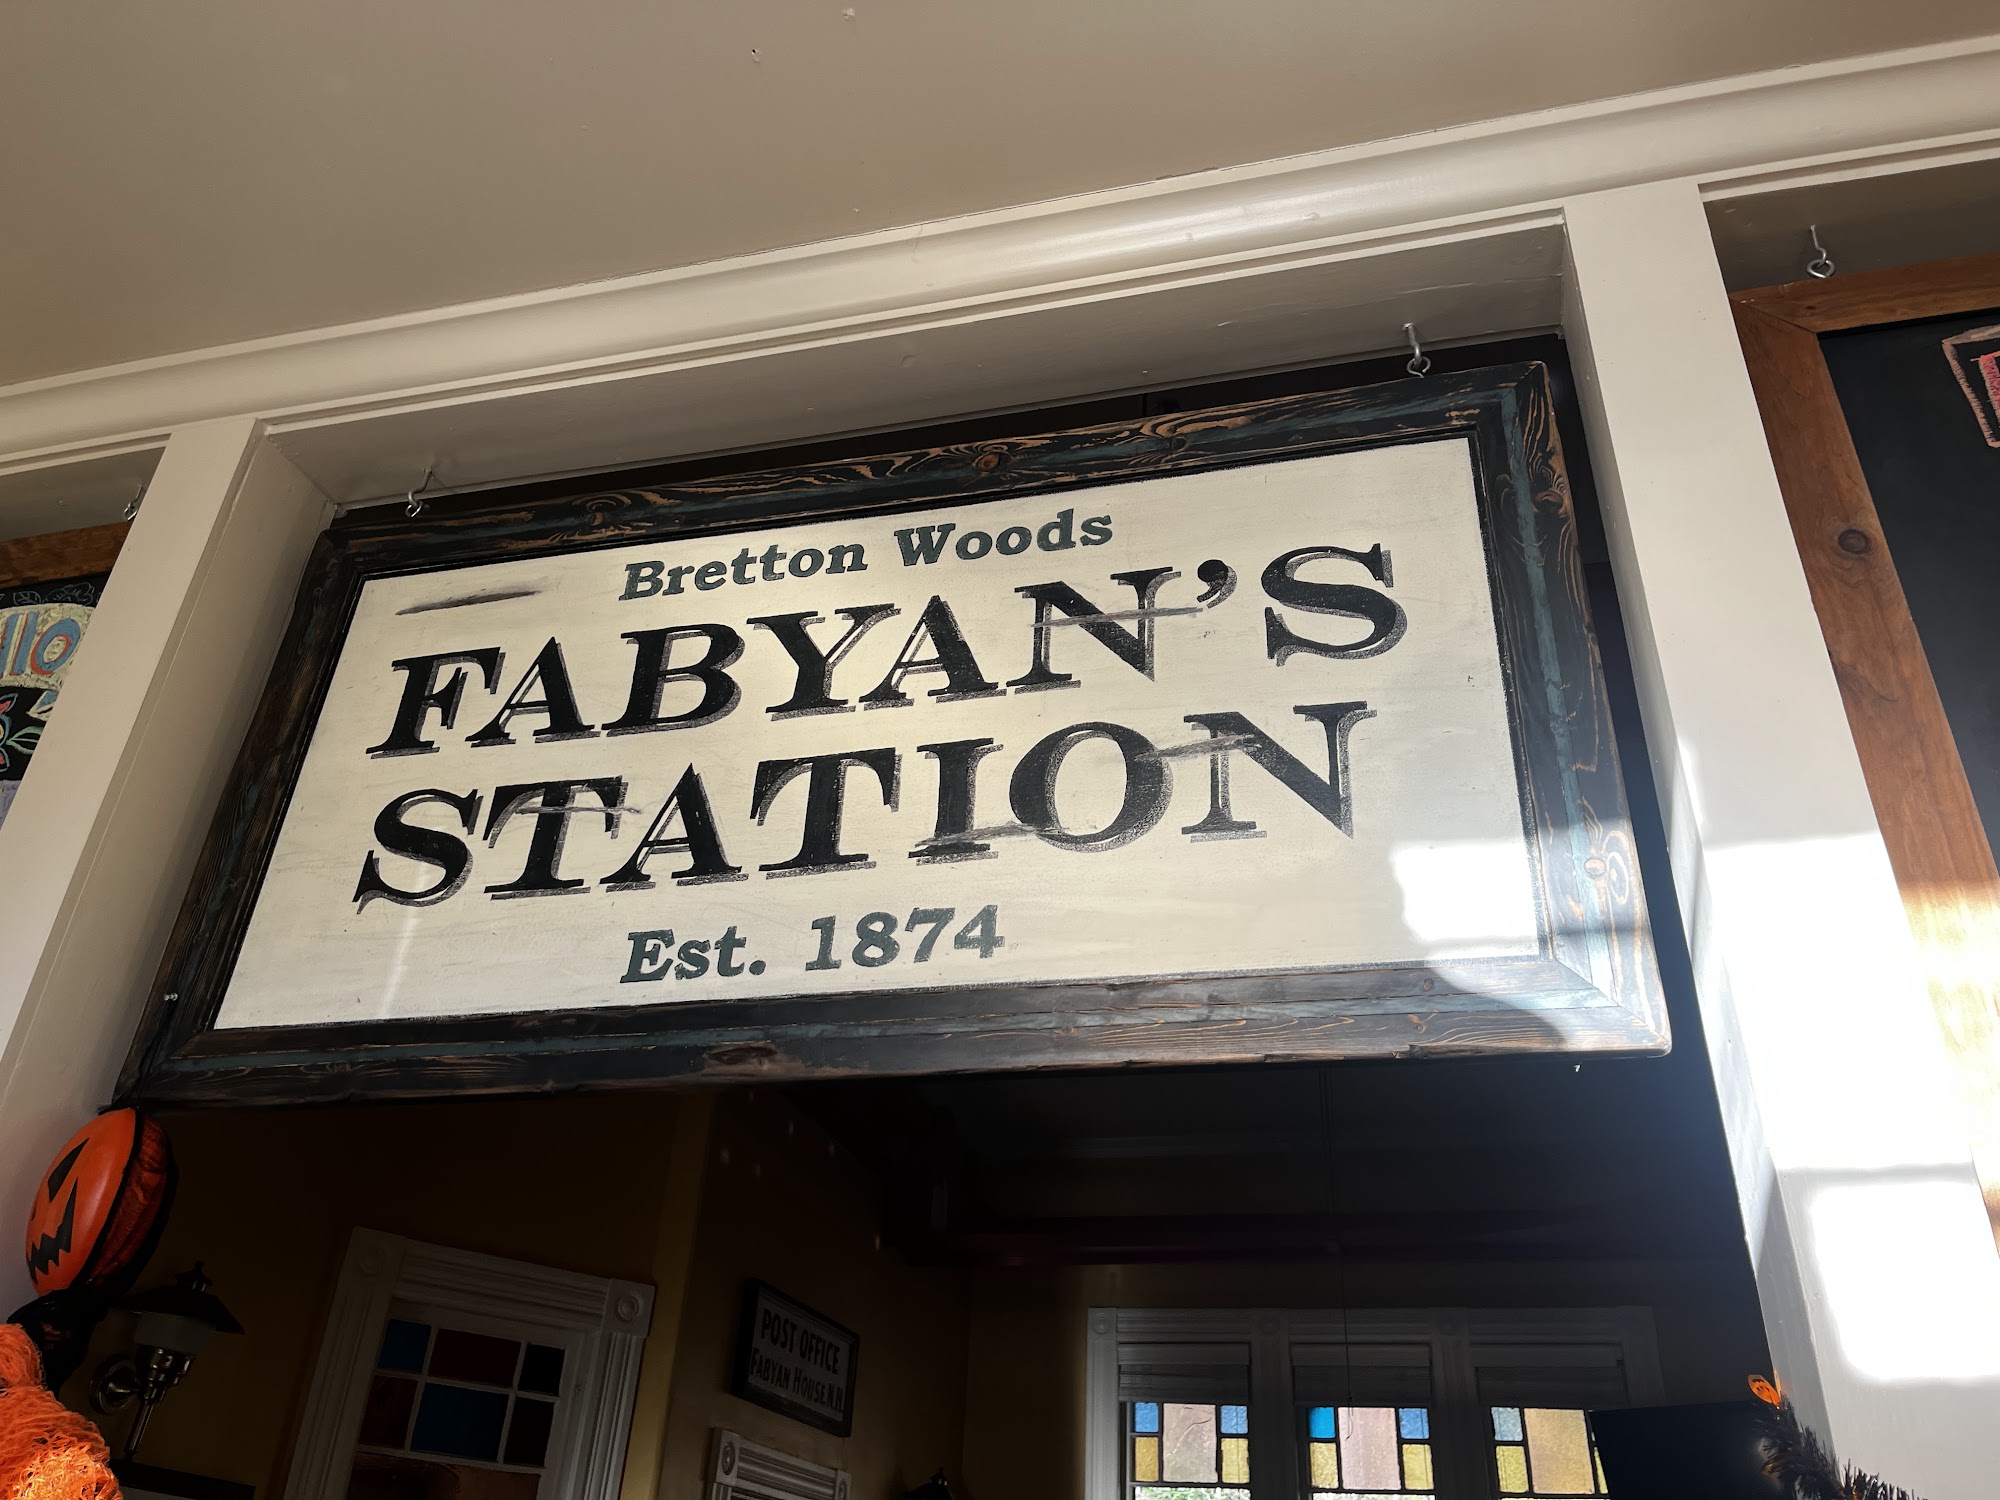 Bretton Woods
FABYAN'S
STATION
Est. 1874
POST OFFICE
FABYAN HOUSE N.H.